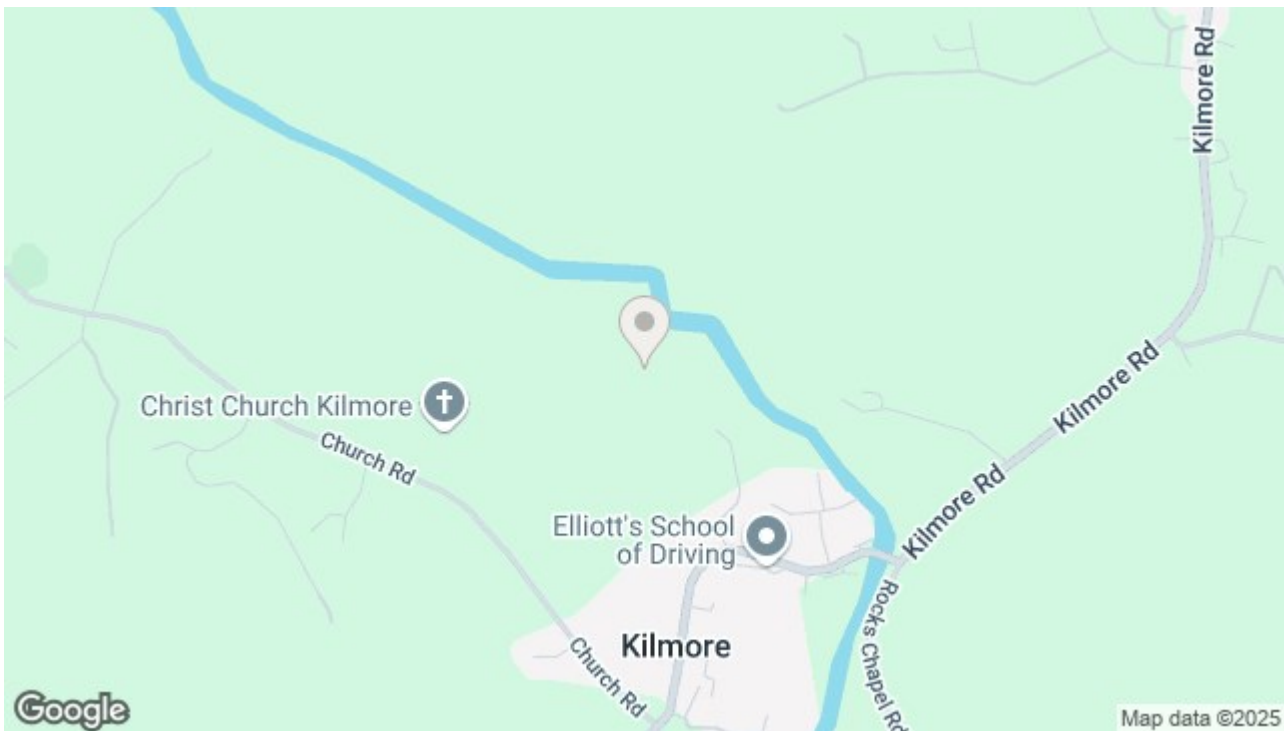 Kilmore Rd
Kilmore Rd
Christ Church Kilmore
Church Rd
Kilmore Rd
Elliott's School
of Driving
Rocks Chapel Rd
Kilmore
Church Rd
Google
Map data ©2025